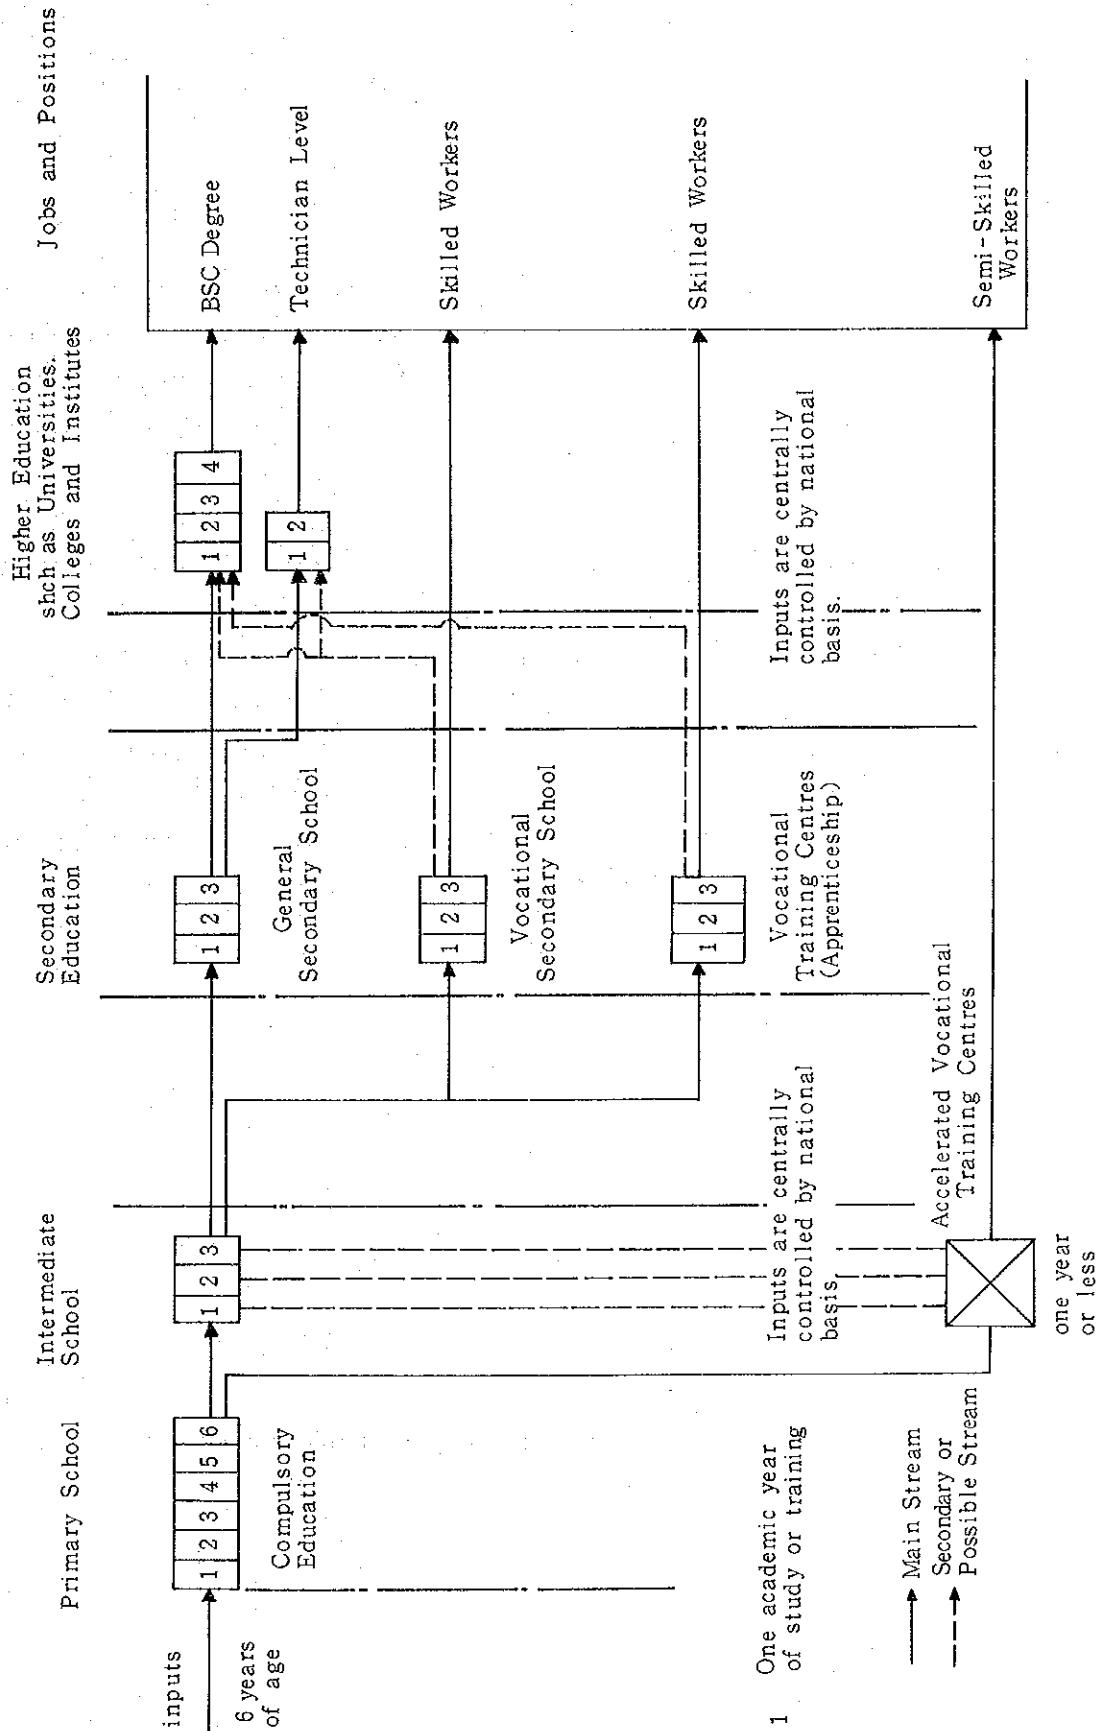 Primary School
Intermediate
School
Secondary
Education
Higher Education
shch as Universities.
Colleges and Institutes
Jobs and Positions
inputs
6 years
of age
1 2 3 4 5 6
Compulsory
Education
1 2 3
1 2 3
General
Secondary School
1 2 3
Vocational
Secondary School
1 2 3
Vocational
Training Centres
(Apprenticeship)
1 2 3 4
1 2
BSC Degree
Technician Level
Skilled Workers
Skilled Workers
Semi-Skilled
Workers
Inputs are centrally
controlled by national
basis
Inputs are centrally
controlled by national
basis.
Accelerated Vocational
Training Centres
one year
or less
1 One academic year
of study or training
Main Stream
Secondary or
Possible Stream